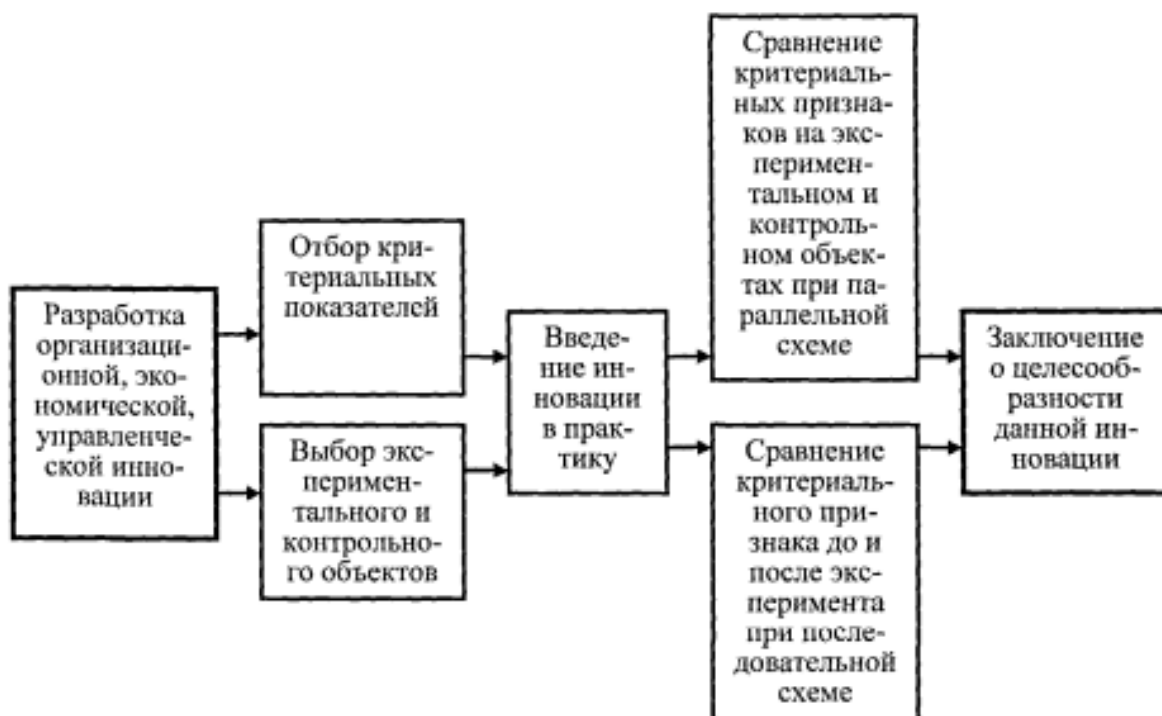 Разработка
организаци-
онной, эко-
номической,
управленче-
ской инно-
вации
Отбор кри-
териальных
показателей
Выбор экс-
перимен-
тального и
контрольно-
го объектов
Введе-
ние ин-
новации
в прак-
тику
Сравнение
критериаль-
ных призна-
ков на экс-
перимен-
тальном и
контроль-
ном объек-
тах при па-
раллельной
схеме
Сравнение
критериаль-
ного при-
знака до и
после экс-
перимента
при после-
довательной
схеме
Заключение
о целесооб-
разности
данной ин-
новации